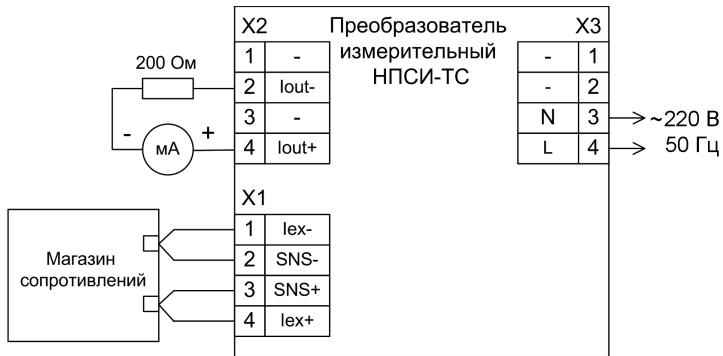 X2
Преобразователь
измерительный
НПСИ-ТС
X3
200 Ом
1 -
2 Iout-
3 -
4 Iout+
- 1
- 2
N 3
L 4
~220 В
50 Гц
- мА +
X1
1 Iex-
2 SNS-
3 SNS+
4 Iex+
Магазин
сопротивлений